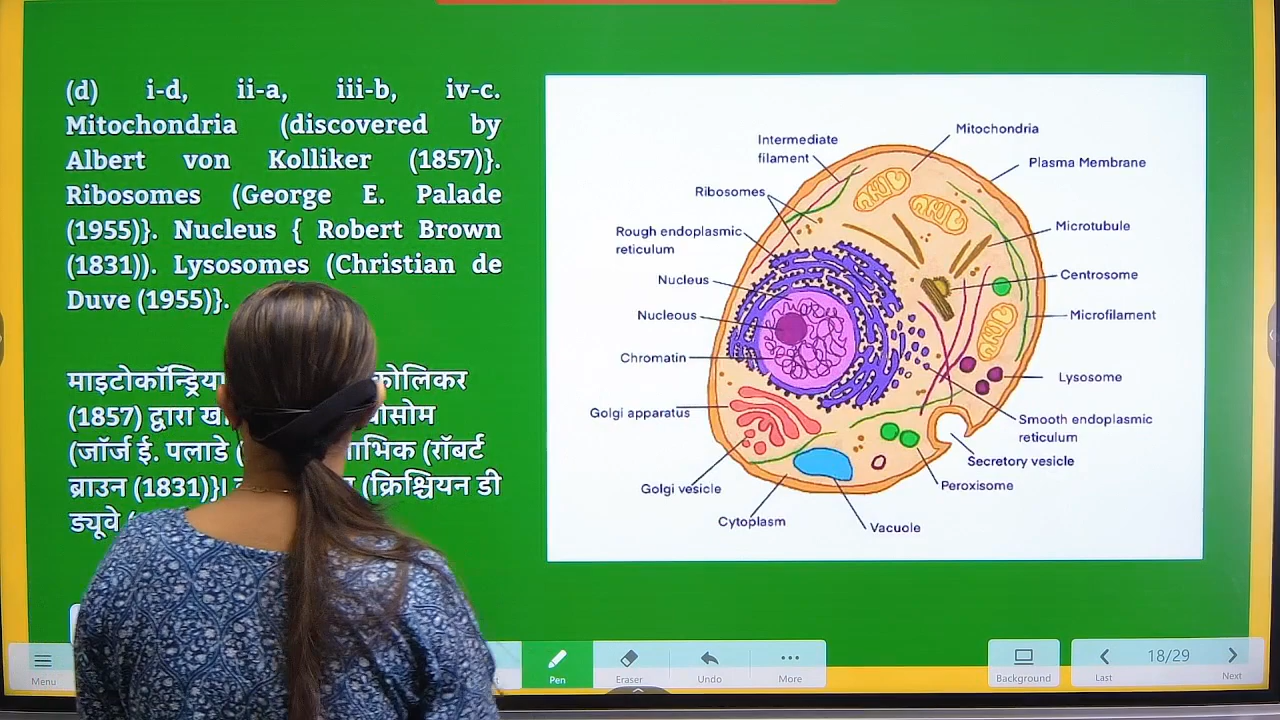 (d) i-d, ii-a, iii-b, iv-c.
Mitochondria (discovered by
Albert von Kolliker (1857)}.
Ribosomes (George E. Palade
(1955)}. Nucleus { Robert Brown
(1831)). Lysosomes (Christian de
Duve (1955)}.
माइटोकॉन्ड्रिया कोलिकर
(1857) द्वारा
(जॉर्ज ई. पलाडे (रॉबर्ट
ब्राउन (1831)}। (क्रिश्चियन डी
ड्यूवे
Mitochondria
Intermediate
filament
Plasma Membrane
Ribosomes
Microtubule
Rough endoplasmic
reticulum
Centrosome
Nucleus
Nucleous
Microfilament
Chromatin
Lysosome
Golgi apparatus
Smooth endoplasmic
reticulum
Secretory vesicle
Golgi vesicle
Peroxisome
Cytoplasm
Vacuole
Menu
Pen
Eraser
Undo
More
Background
Last
18/29
Next